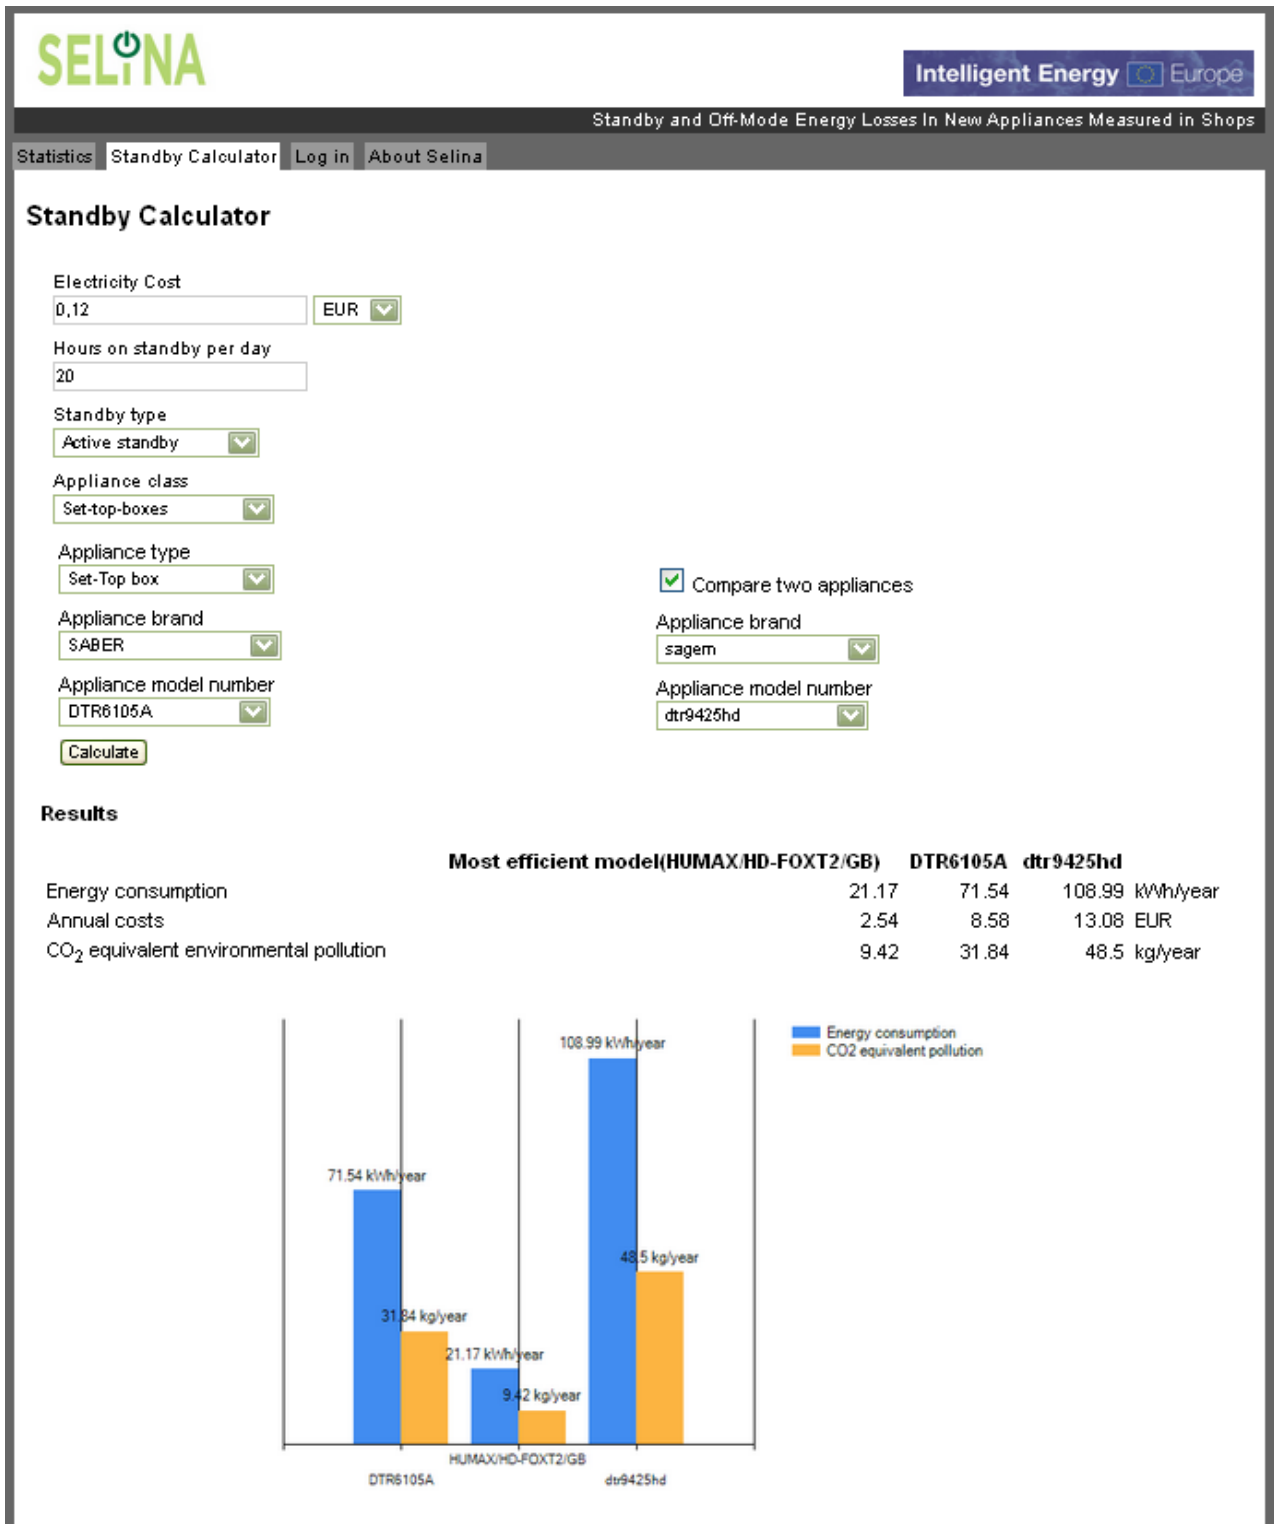 SELINA
Intelligent Energy Europe
Standby and Off-Mode Energy Losses In New Appliances Measured in Shops
Statistics Standby Calculator Log in About Selina
Standby Calculator
Electricity Cost
0,12 EUR
Hours on standby per day
20
Standby type
Active standby
Appliance class
Set-top-boxes
Appliance type
Set-Top box
Compare two appliances
Appliance brand
SABER
Appliance brand
sagem
Appliance model number
DTR6105A
Appliance model number
dtr9425hd
Calculate
Results
Most efficient model(HUMAX/HD-FOXT2/GB) DTR6105A dtr9425hd
Energy consumption 21.17 71.54 108.99 kWh/year
Annual costs 2.54 8.58 13.08 EUR
CO2 equivalent environmental pollution 9.42 31.84 48.5 kg/year
Energy consumption
CO2 equivalent pollution
108.99 kWh/year
71.54 kWh/year
48.5 kg/year
31.84 kg/year
21.17 kWh/year
9.42 kg/year
HUMAX/HD-FOXT2/GB
DTR6105A dtr9425hd